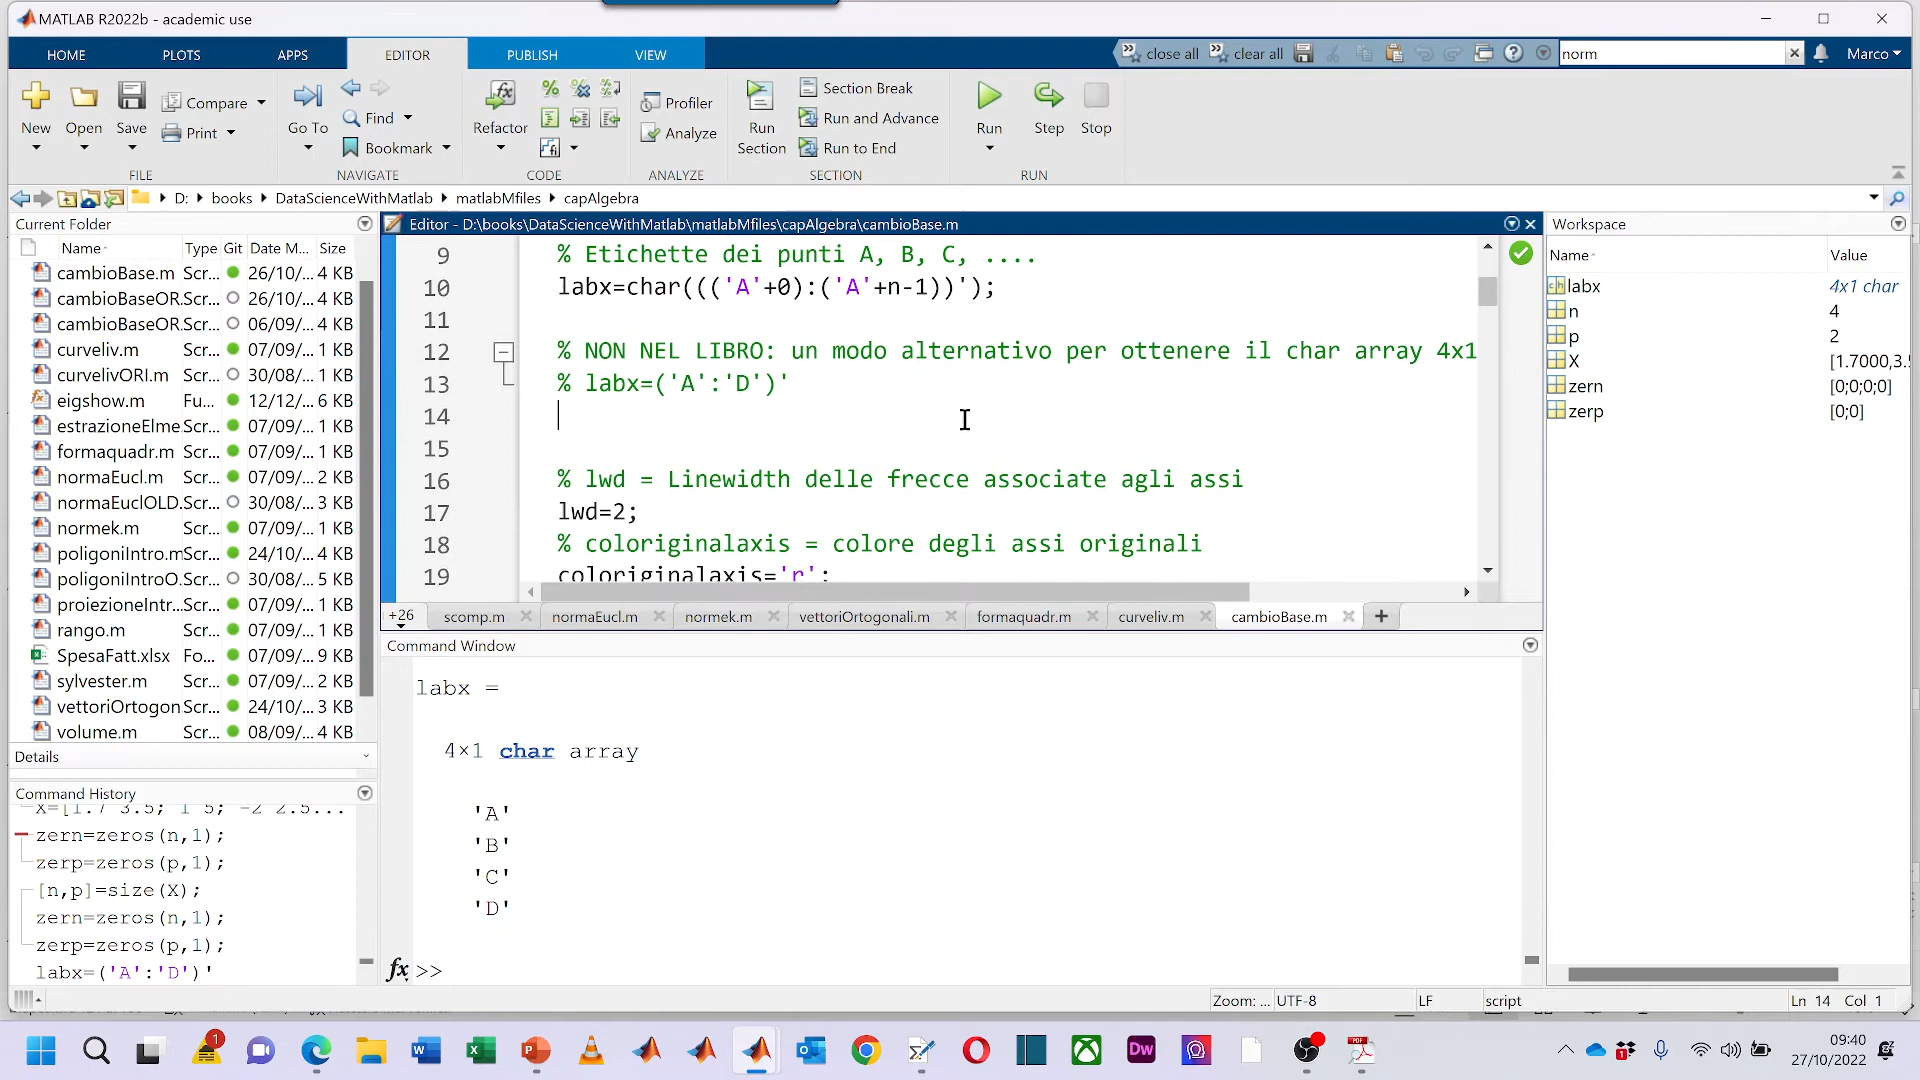 MATLAB R2022b - academic use
HOME PLOTS APPS EDITOR PUBLISH VIEW close all clear all norm Marco
New Open Save Compare Print Go To Find Bookmark Refactor Profiler Analyze Run Section Section Break Run and Advance Run to End Run Step Stop
FILE NAVIGATE CODE ANALYZE SECTION RUN
D: books DataScienceWithMatlab matlabMfiles capAlgebra
Current Folder
Name Type Git Date M... Size
cambioBase.m Scr... 26/10/... 4 KB
cambioBaseOR. Scr... 26/10/... 4 KB
cambioBaseOR. Scr... 06/09/... 4 KB
curveliv.m Scr... 07/09/... 1 KB
curvelivORI.m Scr... 30/08/... 1 KB
eigshow.m Fu... 12/12/... 6 KB
estrazioneElme Scr... 07/09/... 1 KB
formaquadr.m Scr... 07/09/... 1 KB
normaEucl.m Scr... 07/09/... 2 KB
normaEuclOLD. Scr... 30/08/... 3 KB
normek.m Scr... 07/09/... 1 KB
poligoniIntro.m Scr... 24/10/... 4 KB
poligoniIntroO. Scr... 30/08/... 5 KB
proiezioneIntr... Scr... 07/09/... 1 KB
rango.m Scr... 07/09/... 1 KB
SpesaFatt.xlsx Fo... 07/09/... 9 KB
sylvester.m Scr... 07/09/... 2 KB
vettoriOrtogon Scr... 24/10/... 3 KB
volume.m Scr... 08/09/... 4 KB
Details
Command History
X=[1.7 3.5; 1 5; -2 2.5...
zern=zeros(n,1);
zerp=zeros(p,1);
[n,p]=size(X);
zern=zeros(n,1);
zerp=zeros(p,1);
labx=('A':'D')'
Editor - D:\books\DataScienceWithMatlab\matlabMfiles\capAlgebra\cambioBase.m
9 % Etichette dei punti A, B, C, ....
10 labx=char((('A'+0):('A'+n-1))');
11
12 % NON NEL LIBRO: un modo alternativo per ottenere il char array 4x1
13 % labx=('A':'D')'
14
15
16 % lwd = Linewidth delle frecce associate agli assi
17 lwd=2;
18 % coloriginalaxis = colore degli assi originali
19 coloriginalaxis='r';
+26 scomp.m normaEucl.m normek.m vettoriOrtogonali.m formaquadr.m curveliv.m cambioBase.m
Command Window
labx =
4×1 char array
'A'
'B'
'C'
'D'
fx >>
Workspace
Name Value
labx 4x1 char
n 4
p 2
X [1.7000,3.5
zern [0;0;0;0]
zerp [0;0]
Zoom: ... UTF-8 LF script Ln 14 Col 1
09:40
27/10/2022